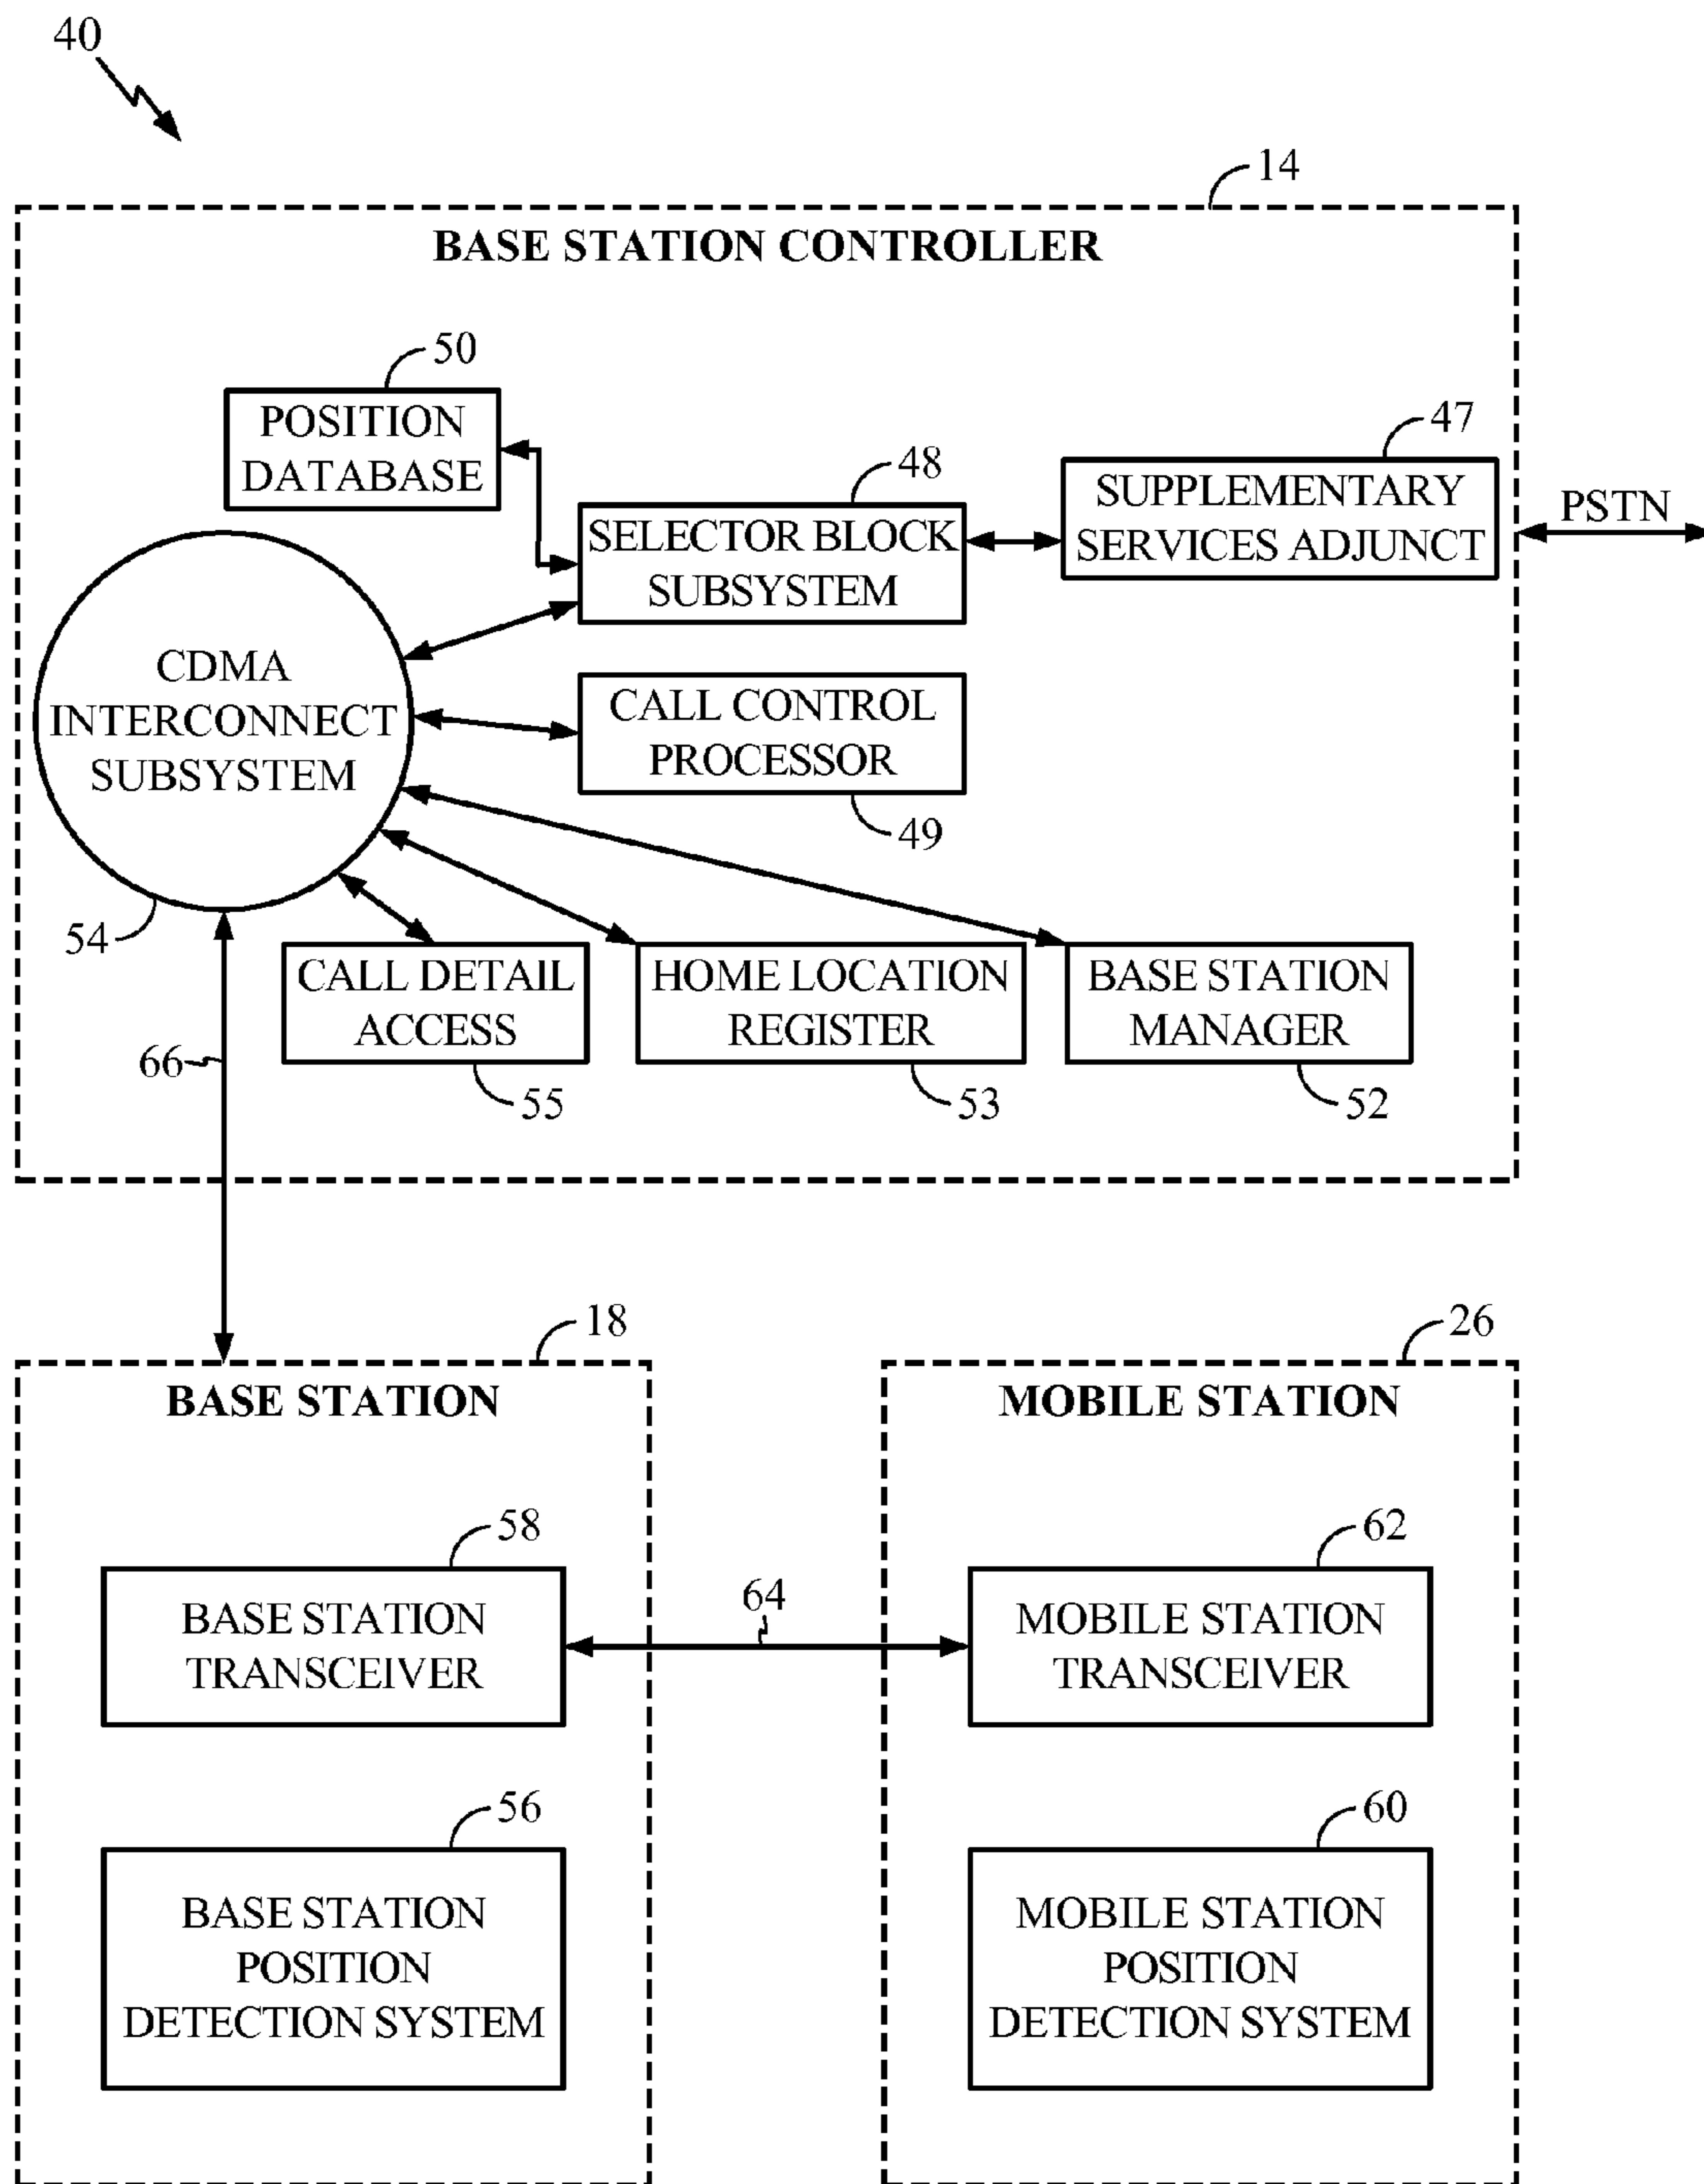 40
14
BASE STATION CONTROLLER
50
POSITION
DATABASE
48
SELECTOR BLOCK
SUBSYSTEM
47
SUPPLEMENTARY
SERVICES ADJUNCT
PSTN
CDMA
INTERCONNECT
SUBSYSTEM
54
CALL CONTROL
PROCESSOR
49
CALL DETAIL
ACCESS
55
HOME LOCATION
REGISTER
53
BASE STATION
MANAGER
52
66
18
BASE STATION
58
BASE STATION
TRANSCEIVER
56
BASE STATION
POSITION
DETECTION SYSTEM
64
26
MOBILE STATION
62
MOBILE STATION
TRANSCEIVER
60
MOBILE STATION
POSITION
DETECTION SYSTEM